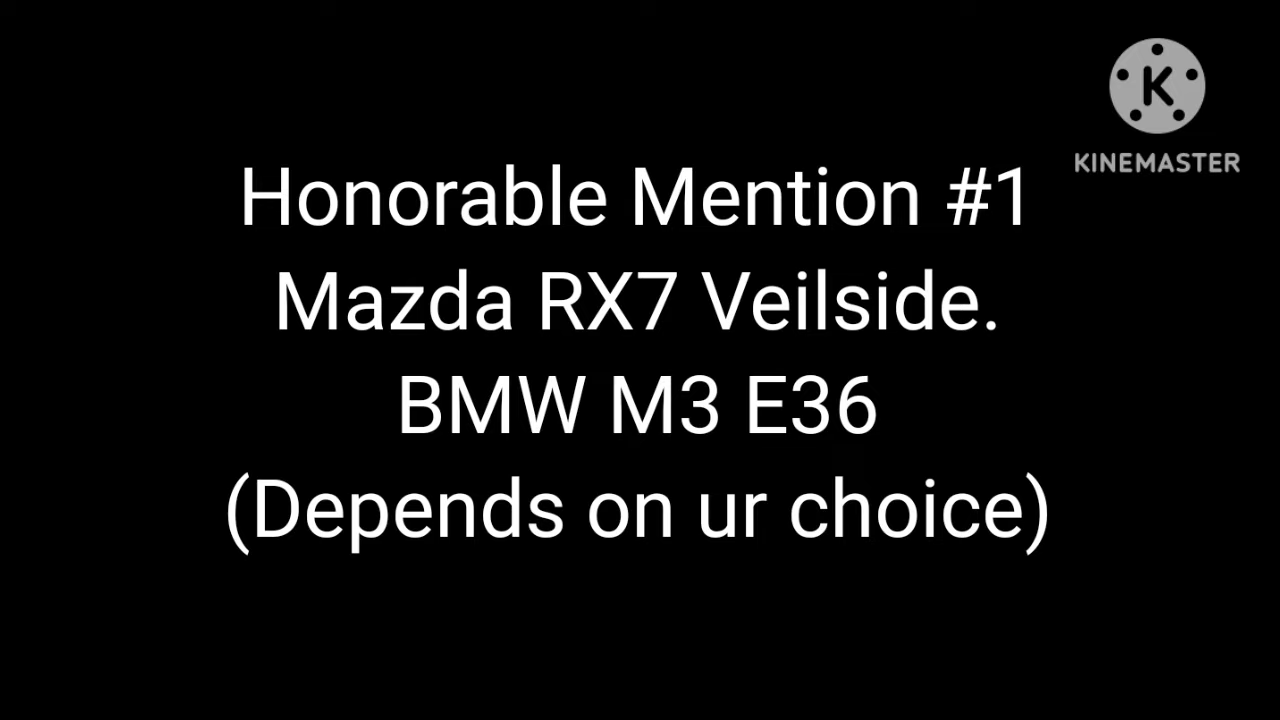 K
KINEMASTER
Honorable Mention #1
Mazda RX7 Veilside.
BMW M3 E36
(Depends on ur choice)